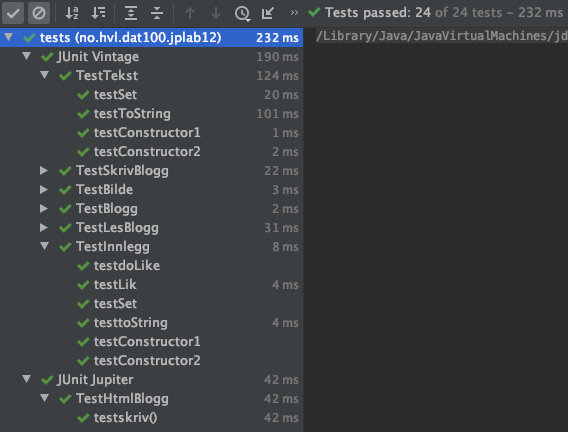 » Tests passed: 24 of 24 tests – 232 ms
tests (no.hvl.dat100.jplab12) 232 ms
/Library/Java/JavaVirtualMachines/jd
JUnit Vintage 190 ms
TestTekst 124 ms
testSet 20 ms
testToString 101 ms
testConstructor1 1 ms
testConstructor2 2 ms
TestSkrivBlogg 22 ms
TestBilde 3 ms
TestBlogg 2 ms
TestLesBlogg 31 ms
TestInnlegg 8 ms
testdoLike
testLik 4 ms
testSet
testtoString 4 ms
testConstructor1
testConstructor2
JUnit Jupiter 42 ms
TestHtmlBlogg 42 ms
testskriv() 42 ms